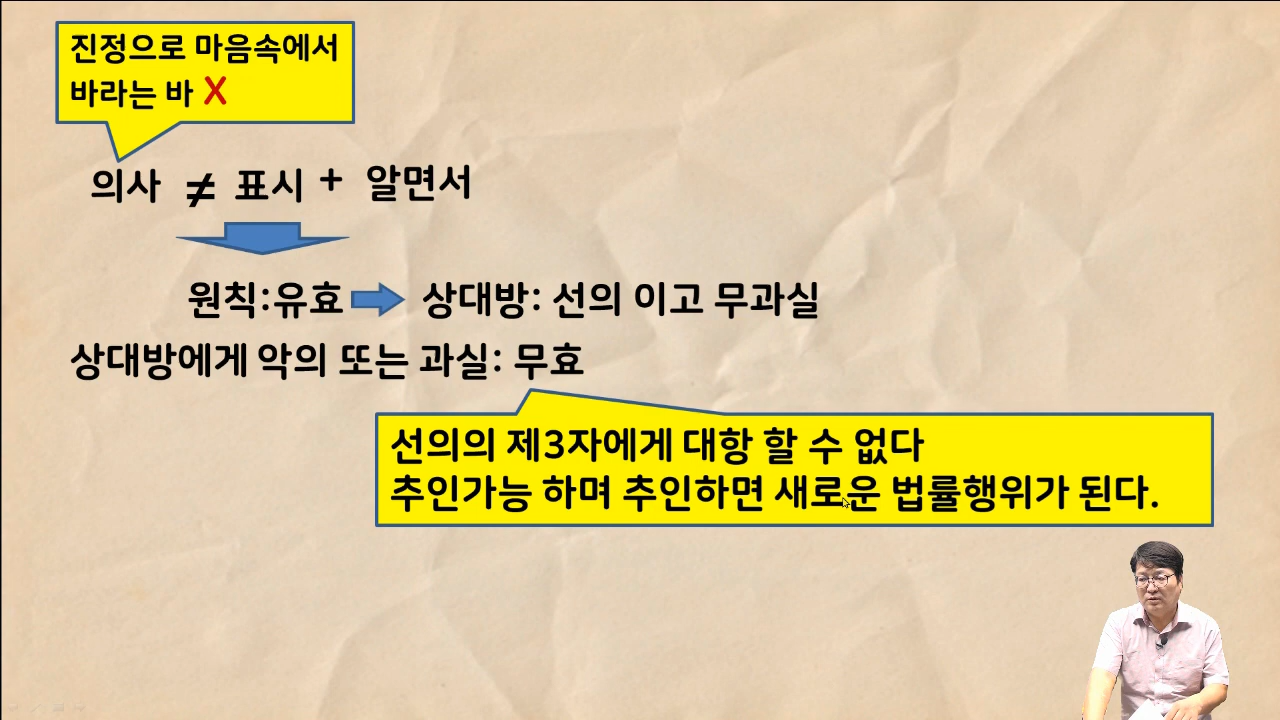 진정으로 마음속에서
바라는 바 X
의사 ≠ 표시 + 알면서
원칙:유효 상대방: 선의 이고 무과실
상대방에게 악의 또는 과실: 무효
선의의 제3자에게 대항 할 수 없다
추인가능 하며 추인하면 새로운 법률행위가 된다.